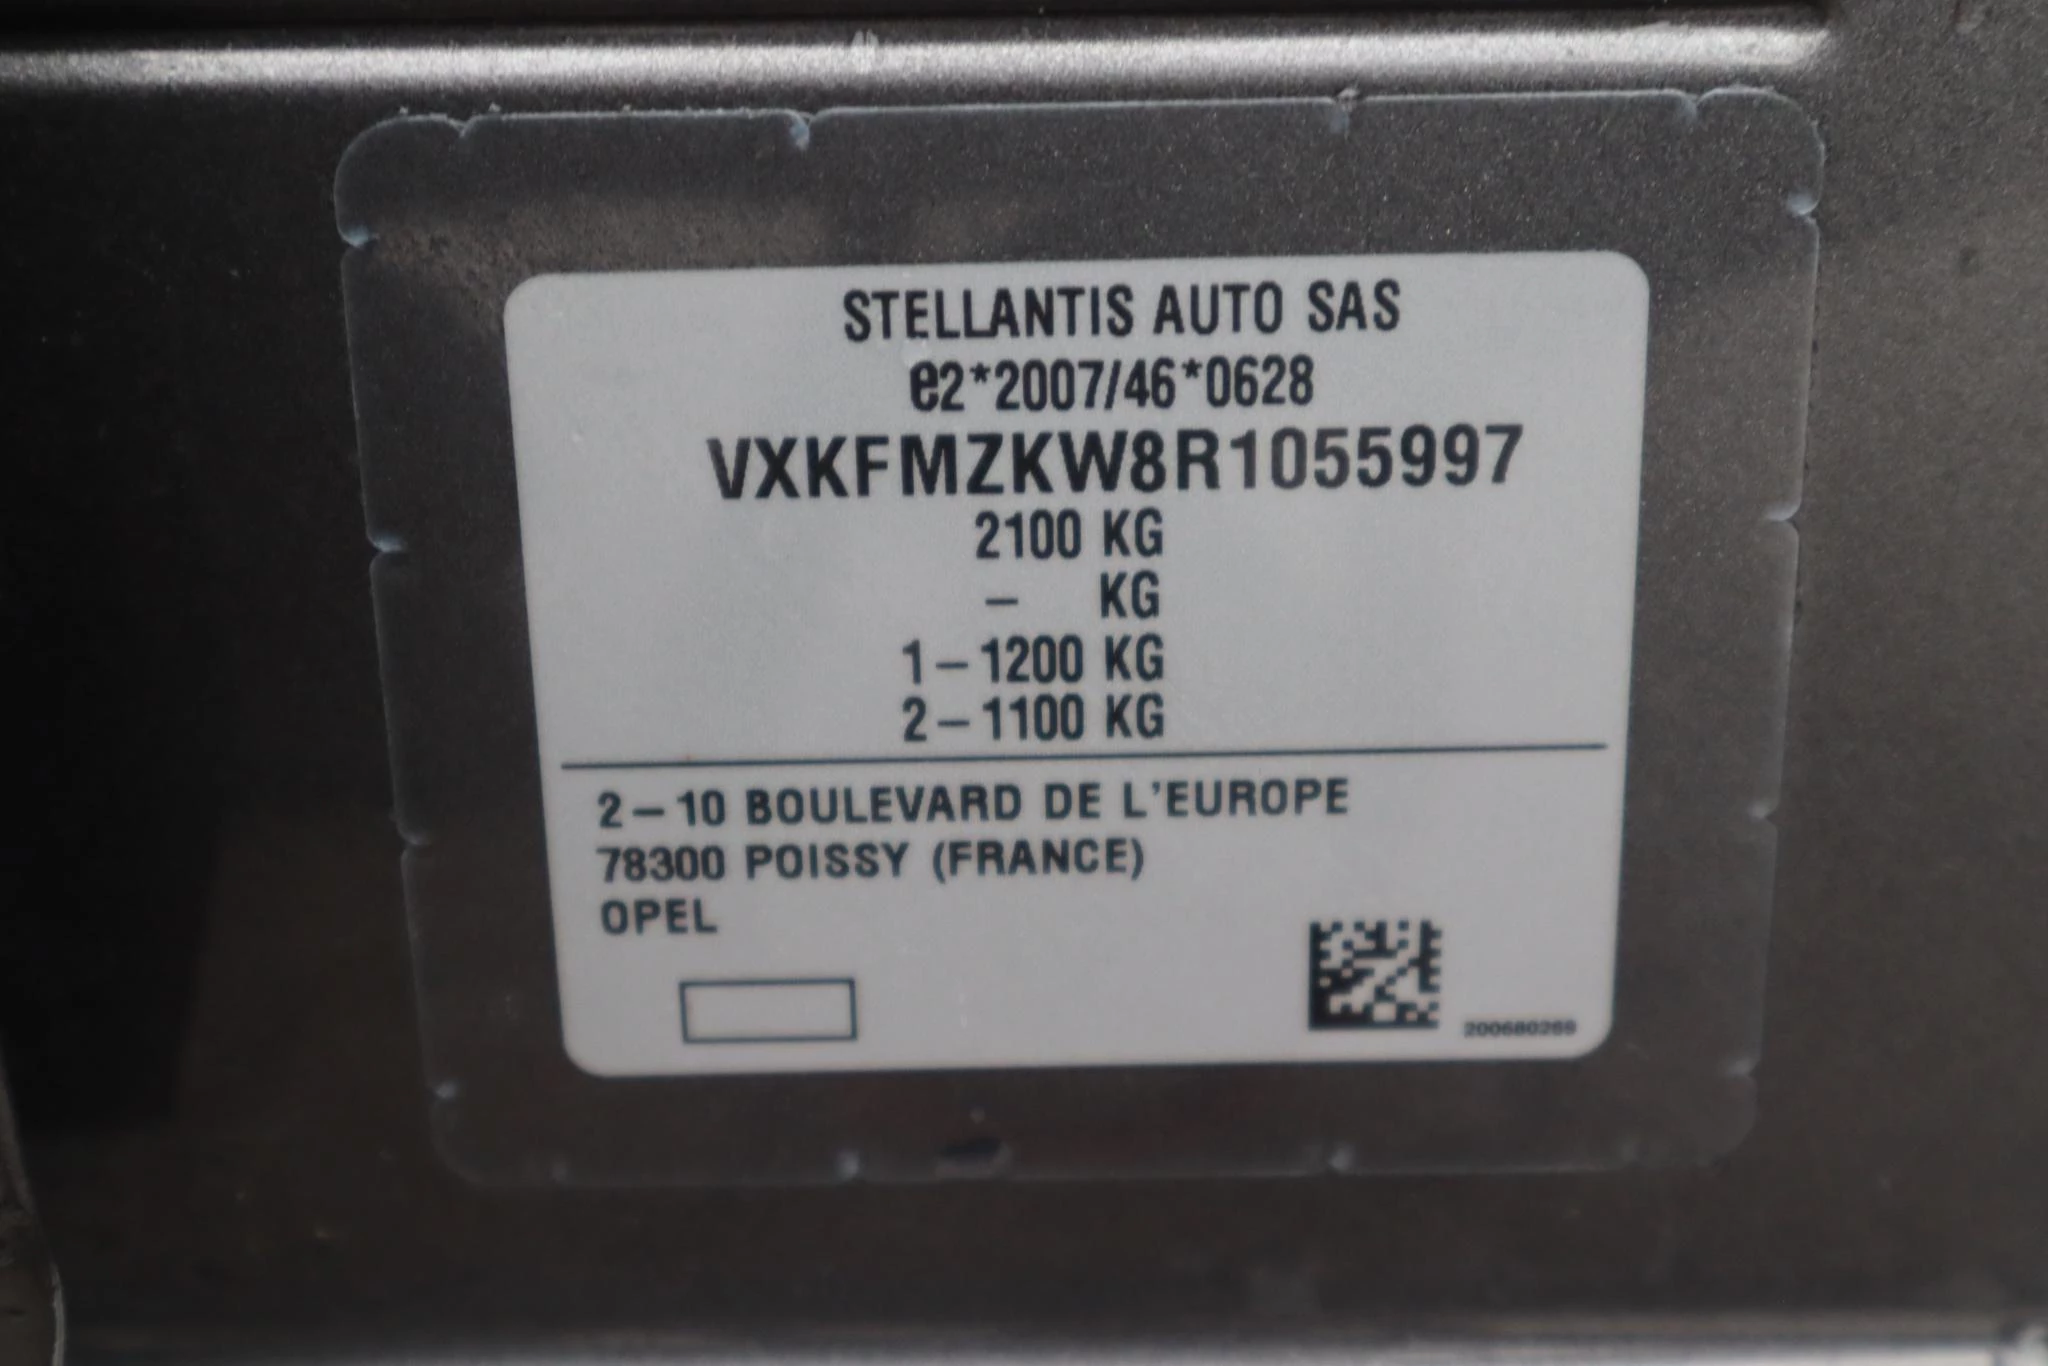 STELLANTIS AUTO SAS
e2*2007/46*0628
VXKFMZKW8R1055997
2100 KG
– KG
1–1200 KG
2–1100 KG
2–10 BOULEVARD DE L'EUROPE
78300 POISSY (FRANCE)
OPEL
200680269